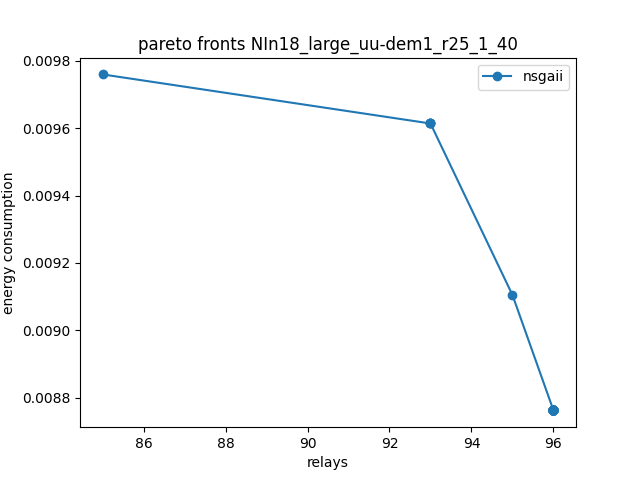 pareto fronts NIn18_large_uu-dem1_r25_1_40
nsgaii
energy consumption
0.0098
0.0096
0.0094
0.0092
0.0090
0.0088
86 88 90 92 94 96
relays